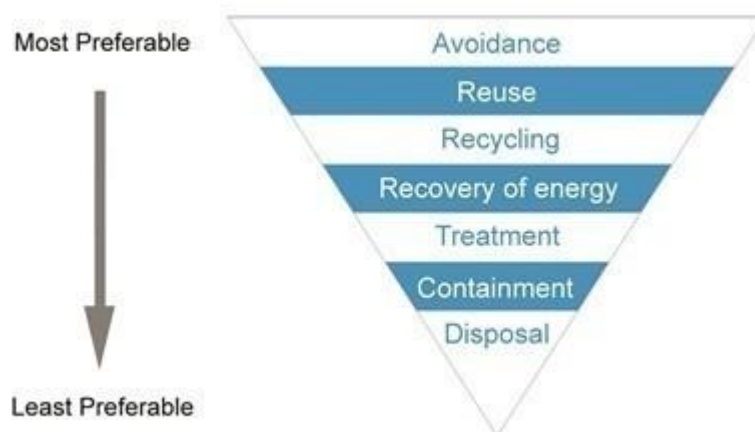 Most Preferable
Avoidance
Reuse
Recycling
Recovery of energy
Treatment
Containment
Disposal
Least Preferable